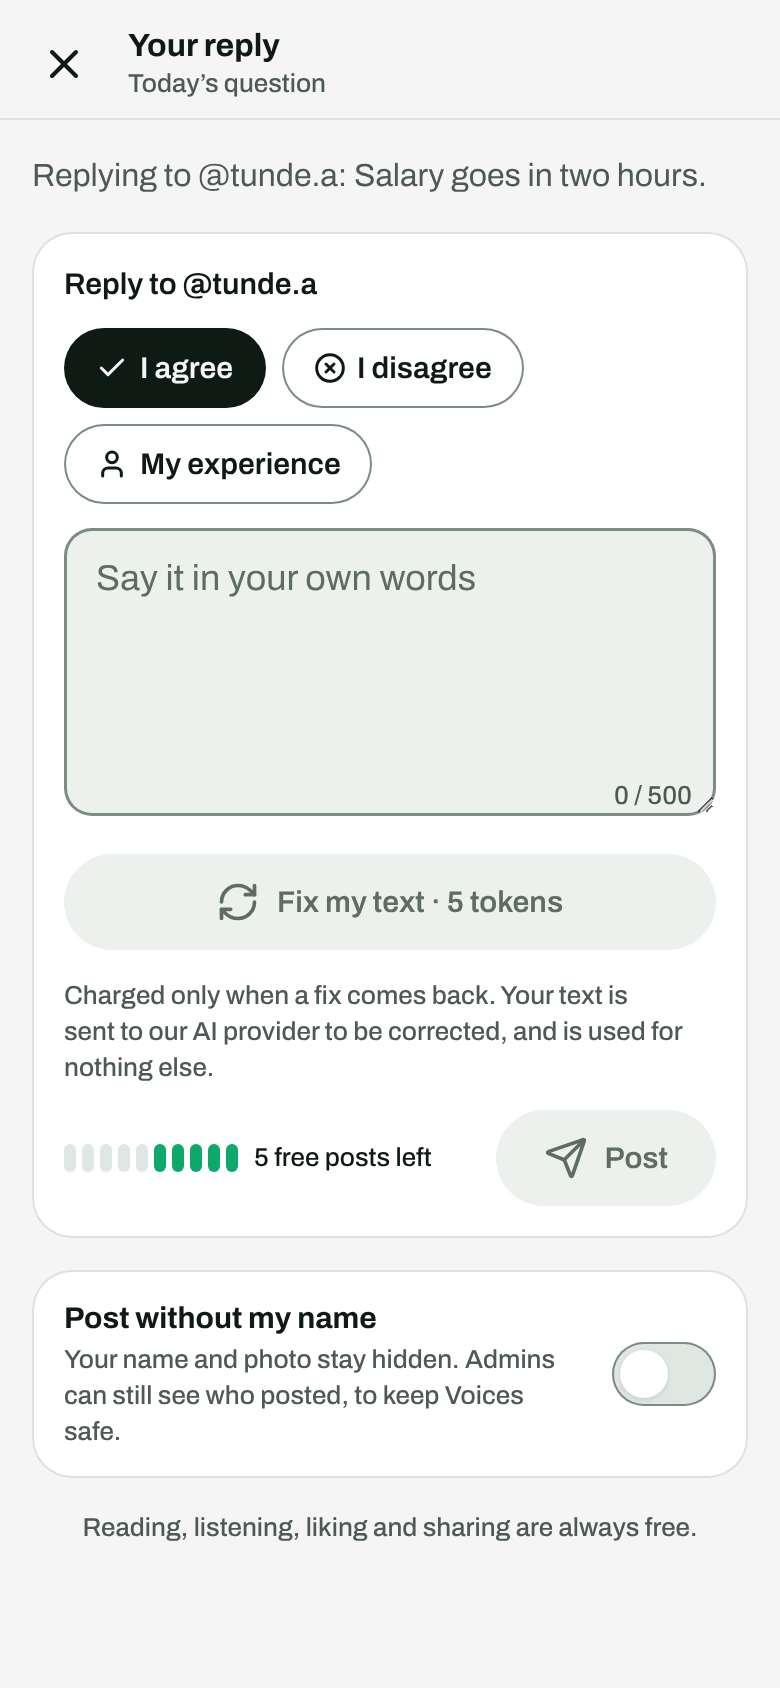 Your reply
Today’s question
Replying to @tunde.a: Salary goes in two hours.
Reply to @tunde.a
I agree
I disagree
My experience
Say it in your own words
0 / 500
Fix my text · 5 tokens
Charged only when a fix comes back. Your text is
sent to our AI provider to be corrected, and is used for
nothing else.
5 free posts left
Post
Post without my name
Your name and photo stay hidden. Admins
can still see who posted, to keep Voices
safe.
Reading, listening, liking and sharing are always free.